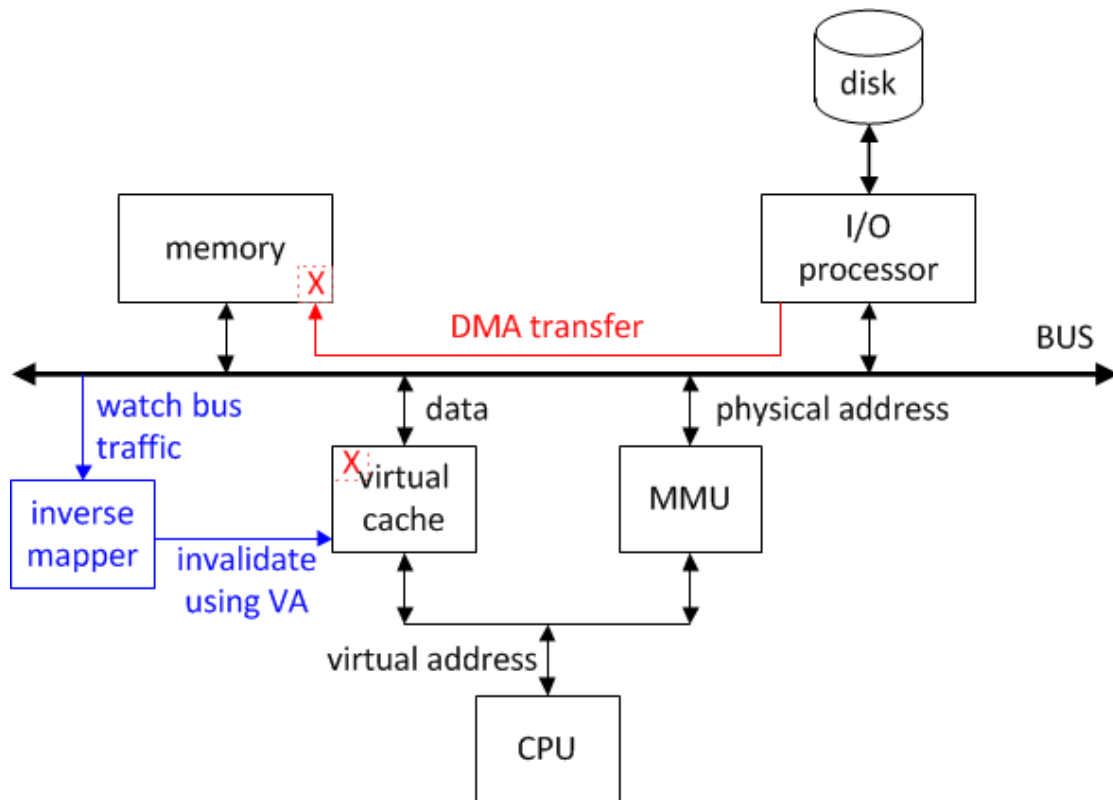 disk
memory
X
I/O
processor
DMA transfer
BUS
watch bus
traffic
data
physical address
X
virtual
cache
MMU
inverse
mapper
invalidate
using VA
virtual address
CPU